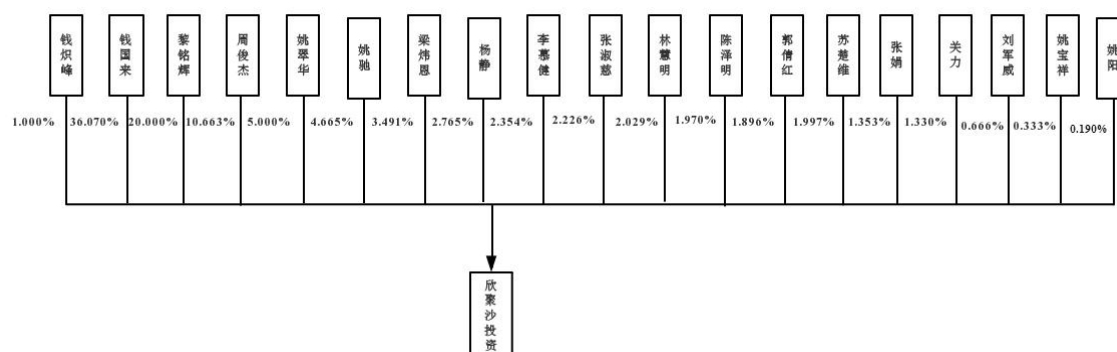 钱炽峰
钱国来
黎铭辉
周俊杰
姚翠华
姚驰
梁炜恩
杨静
李慕健
张淑慈
林慧明
陈泽明
郭倩红
苏楚维
张娟
关力
刘军威
姚宝祥
姚阳
1.000% 36.070% 20.000% 10.663% 5.000% 4.665% 3.491% 2.765% 2.354% 2.226% 2.029% 1.970% 1.896% 1.997% 1.353% 1.330% 0.666% 0.333% 0.190%
欣聚沙投资